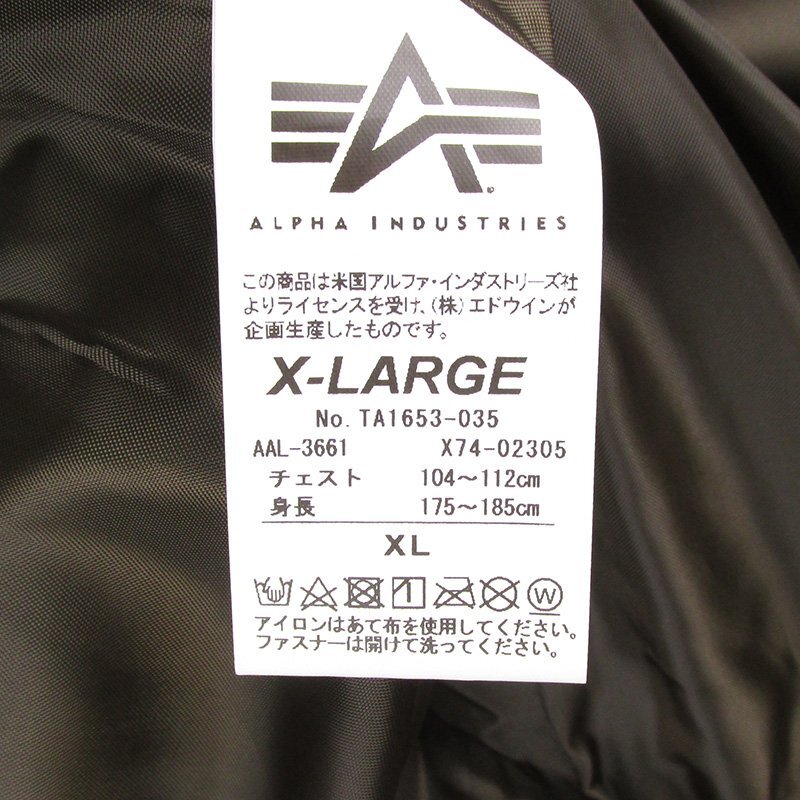 ALPHA INDUSTRIES
この商品は米国アルファ・インダストリーズ社
よりライセンスを受け、(株)エドウインが
企画生産したものです。
X-LARGE
No. TA1653-035
AAL-3661 X74-02305
チェスト 104～112cm
身長 175～185cm
XL
1 W
アイロンはあて布を使用してください。
ファスナーは開けて洗ってください。